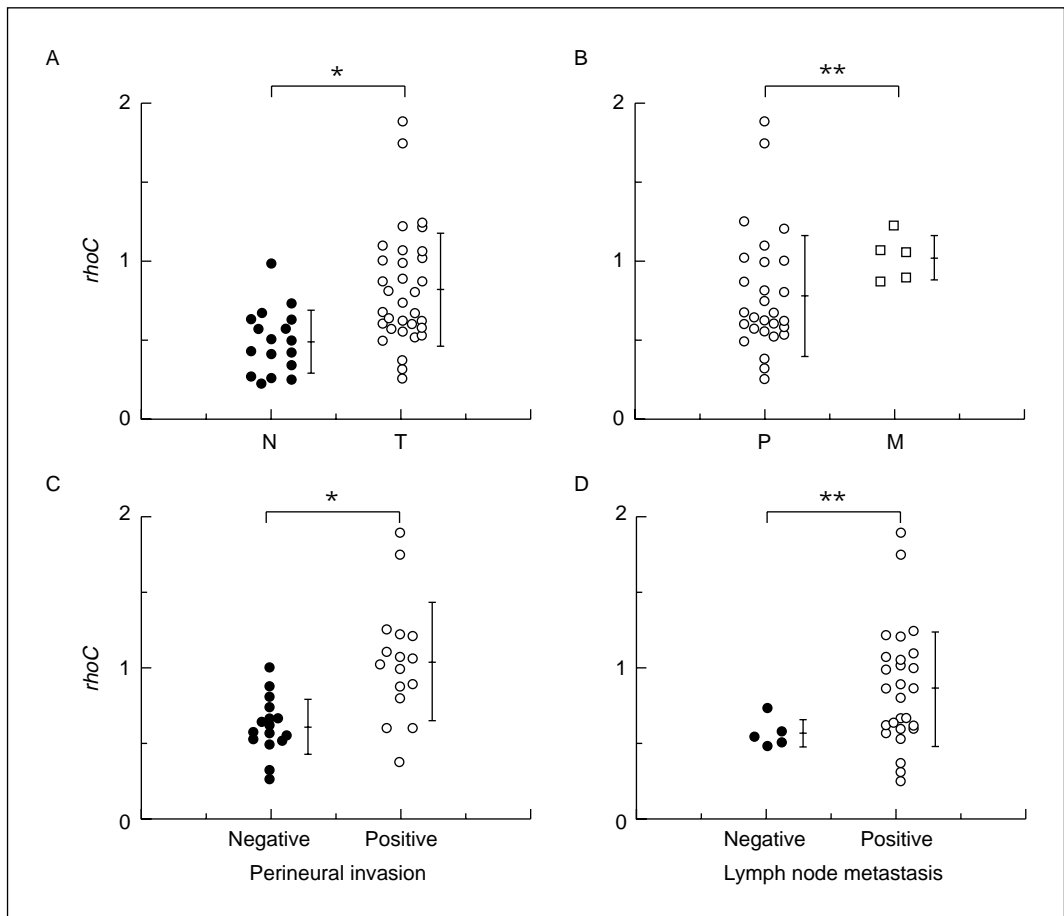 A
*
2
1
0
rhoC
N
T
B
**
2
1
0
P
M
C
*
2
1
0
rhoC
Negative
Positive
Perineural invasion
D
**
2
1
0
Negative
Positive
Lymph node metastasis